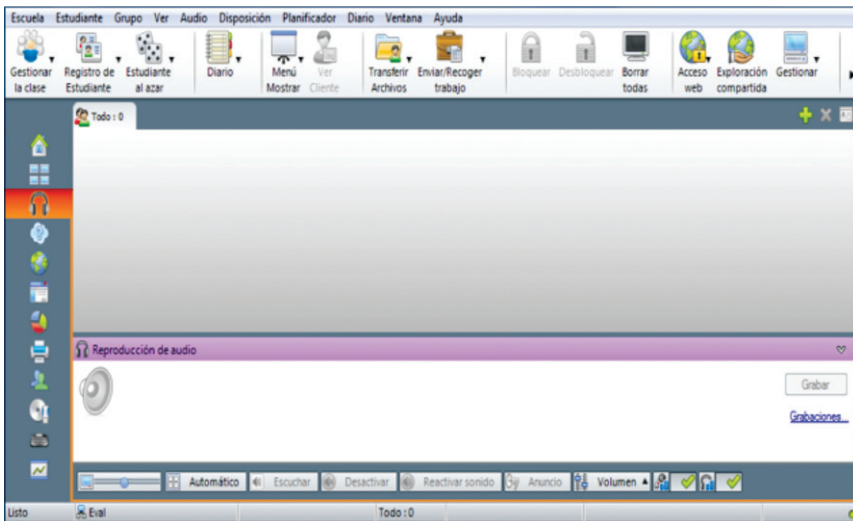 Escuela Estudiante Grupo Ver Audio Disposición Planificador Diario Ventana Ayuda
Gestionar la clase
Registro de Estudiante
Estudiante al azar
Diario
Menú Mostrar
Ver Cliente
Transferir Archivos
Enviar/Recoger trabajo
Bloquear
Desbloquear
Borrar todas
Acceso web
Exploración compartida
Gestionar
Todo : 0
Reproducción de audio
Grabar
Grabaciones...
Automático Escuchar Desactivar Reactivar sonido Anuncio Volumen
Listo Eval Todo : 0